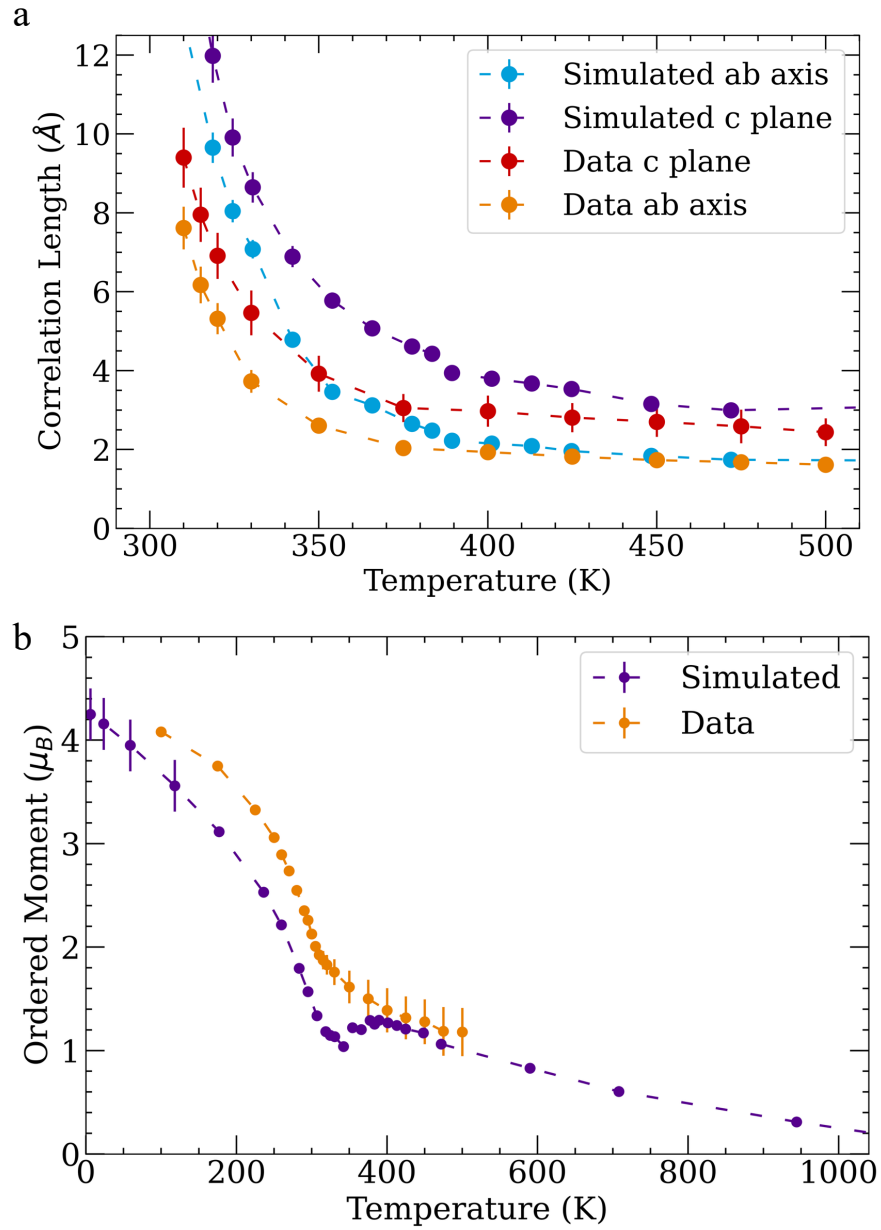 a
12
10
8
6
4
2
0
Correlation Length (Å)
Simulated ab axis
Simulated c plane
Data c plane
Data ab axis
300 350 400 450 500
Temperature (K)
b
5
4
3
2
1
0
Ordered Moment (μ_B)
Simulated
Data
0 200 400 600 800 1000
Temperature (K)